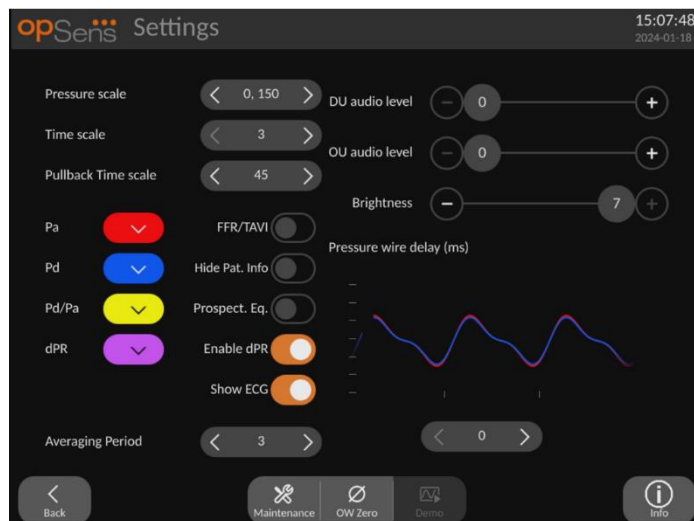 opSens Settings
15:07:48
2024-01-18
Pressure scale
0, 150
Time scale
3
Pullback Time scale
45
DU audio level
0
OU audio level
0
Brightness
7
Pa
FFR/TAVI
Pd
Hide Pat. Info
Pd/Pa
Prospect. Eq.
dPR
Enable dPR
Show ECG
Pressure wire delay (ms)
Averaging Period
3
0
Back
Maintenance
OW Zero
Demo
Info